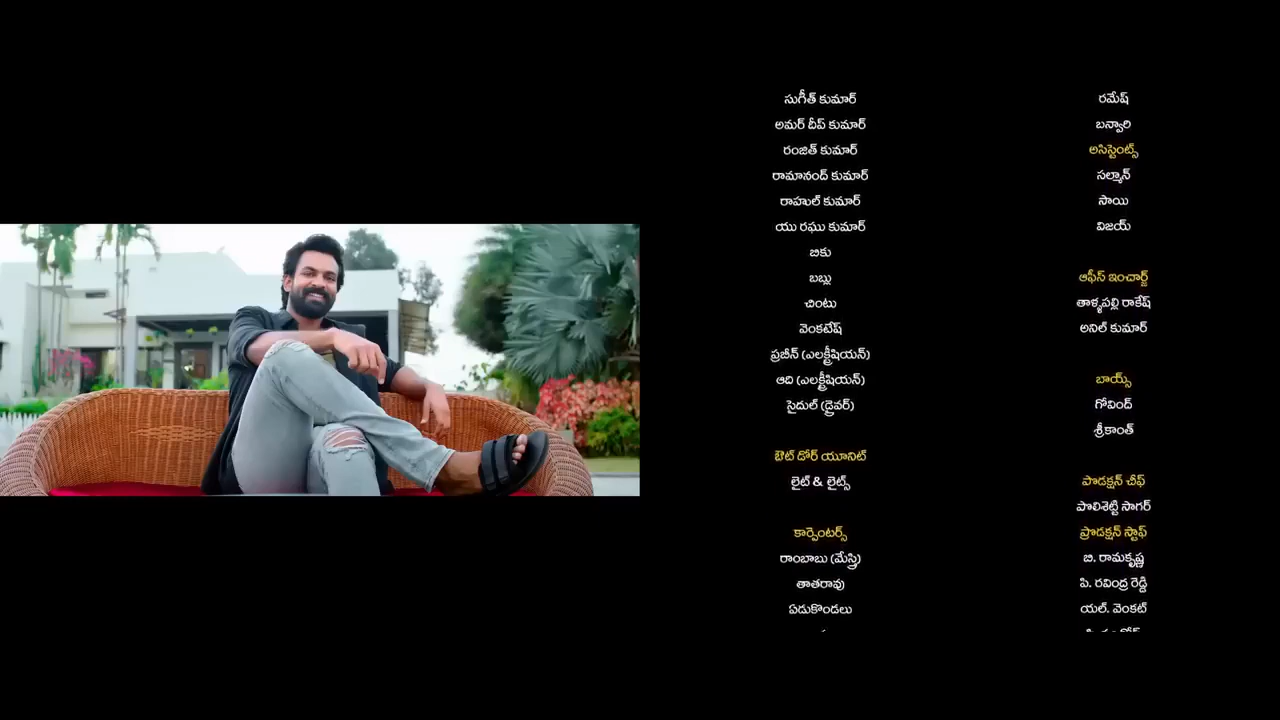 సుగీత్ కుమార్
అమర్ దీప్ కుమార్
రంజిత్ కుమార్
రామానంద్ కుమార్
రాహుల్ కుమార్
యు రఘు కుమార్
బికు
బబ్లు
చింటు
వెంకటేష్
ప్రబీన్ (ఎలక్ట్రీషియన్)
ఆది (ఎలక్ట్రీషియన్)
సైదుల్ (డ్రైవర్)
ఔట్ డోర్ యూనిట్
లైట్ & లైట్స్
కార్పెంటర్స్
రాంబాబు (మేస్త్రి)
తాతరావు
ఏడుకొండలు
రమేష్
బన్వారి
అసిస్టెంట్స్
సల్మాన్
సాయి
విజయ్
ఆఫీస్ ఇంచార్జ్
తాళ్ళపల్లి రాకేష్
అనిల్ కుమార్
బాయ్స్
గోవింద్
శ్రీకాంత్
పొడక్షన్ చీఫ్
పొలిశెట్టి సాగర్
ప్రొడక్షన్ స్టాఫ్
బి. రామకృష్ణ
పి. రవీంద్ర రెడ్డి
యల్. వెంకట్